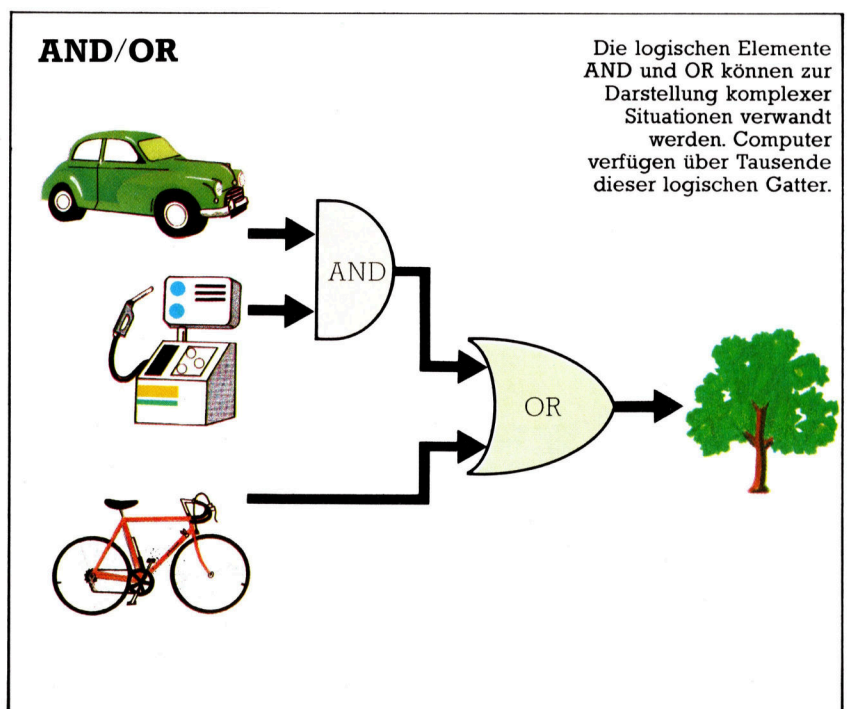 AND/OR
Die logischen Elemente
AND und OR können zur
Darstellung komplexer
Situationen verwandt
werden. Computer
verfügen über Tausende
dieser logischen Gatter.
AND
OR